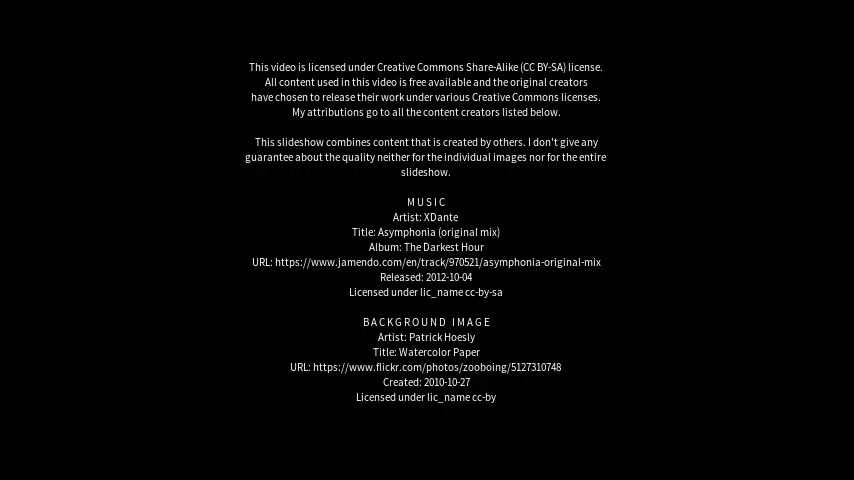 This video is licensed under Creative Commons Share-Alike (CC BY-SA) license.
All content used in this video is free available and the original creators
have chosen to release their work under various Creative Commons licenses.
My attributions go to all the content creators listed below.
This slideshow combines content that is created by others. I don't give any
guarantee about the quality neither for the individual images nor for the entire
slideshow.
MUSIC
Artist: XDante
Title: Asymphonia (original mix)
Album: The Darkest Hour
URL: https://www.jamendo.com/en/track/970521/asymphonia-original-mix
Released: 2012-10-04
Licensed under lic_name cc-by-sa
BACKGROUND IMAGE
Artist: Patrick Hoesly
Title: Watercolor Paper
URL: https://www.flickr.com/photos/zooboing/5127310748
Created: 2010-10-27
Licensed under lic_name cc-by